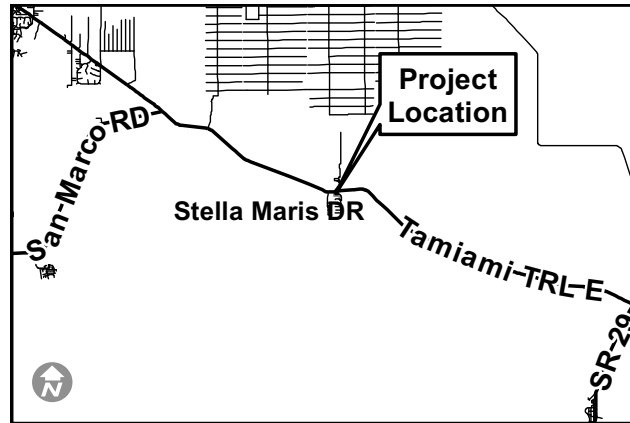 Project
Location
San Marco RD
Stella Maris DR
Tamiami TRL E
SR 29
N